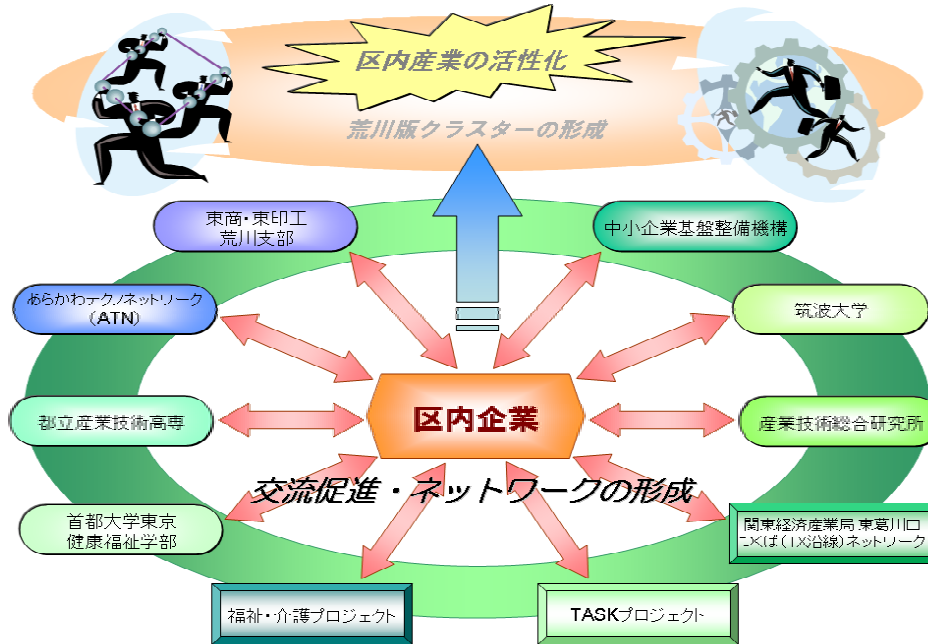 区内産業の活性化
荒川版クラスターの形成
東商・東印工
荒川支部
中小企業基盤整備機構
あらかわテクノネットワーク
(ATN)
筑波大学
都立産業技術高専
区内企業
産業技術総合研究所
交流促進・ネットワークの形成
首都大学東京
健康福祉学部
関東経済産業局 東葛川口
つくば(TX沿線)ネットワーク
福祉・介護プロジェクト
TASKプロジェクト